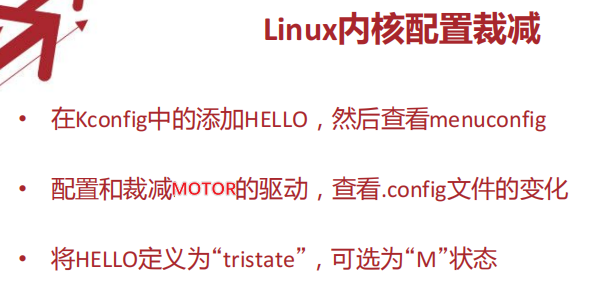 Linux内核配置裁减
• 在Kconfig中的添加HELLO，然后查看menuconfig
• 配置和裁减MOTOR的驱动，查看.config文件的变化
• 将HELLO定义为“tristate”，可选为“M”状态